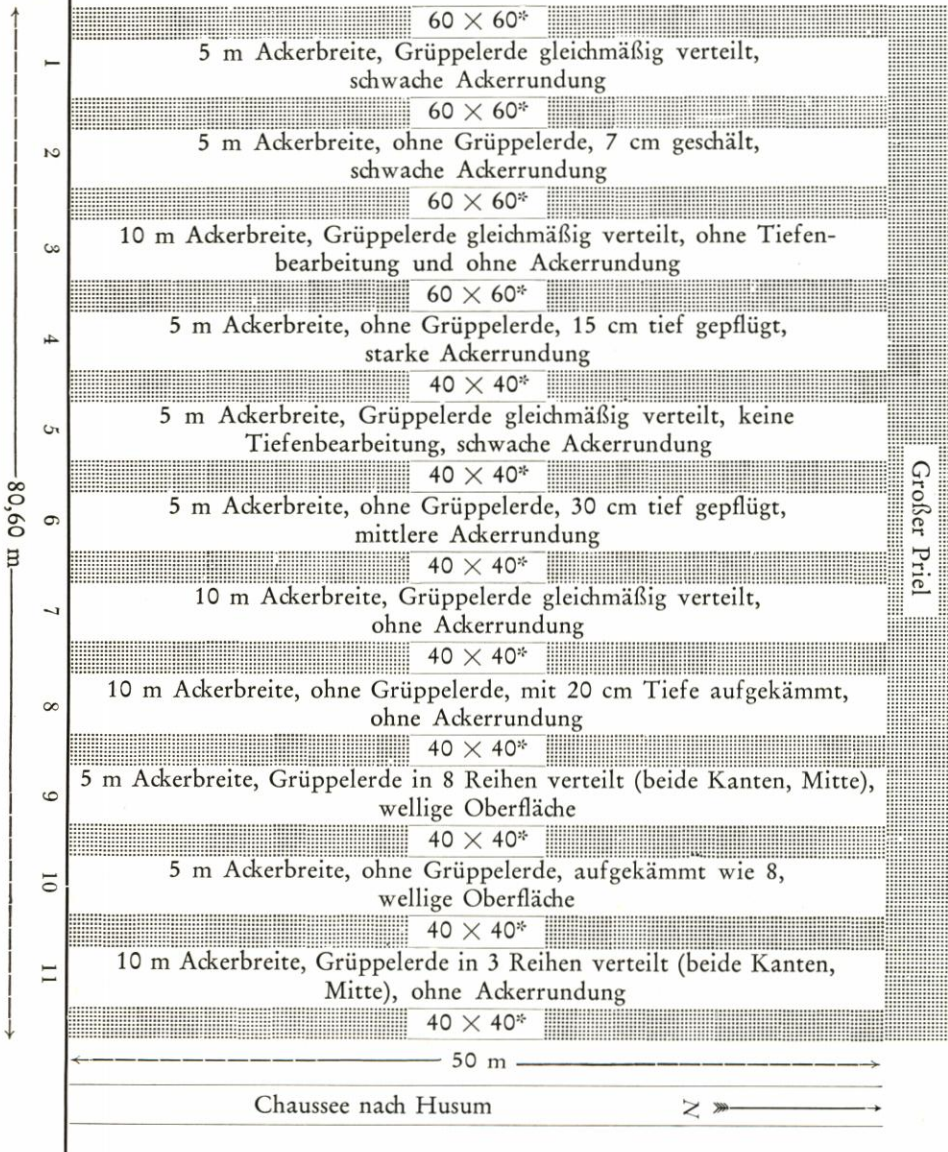 60 × 60*
1
5 m Ackerbreite, Grüppelerde gleichmäßig verteilt,
schwache Ackerrundung
60 × 60*
2
5 m Ackerbreite, ohne Grüppelerde, 7 cm geschält,
schwache Ackerrundung
60 × 60*
3
10 m Ackerbreite, Grüppelerde gleichmäßig verteilt, ohne Tiefen-
bearbeitung und ohne Ackerrundung
60 × 60*
4
5 m Ackerbreite, ohne Grüppelerde, 15 cm tief gepflügt,
starke Ackerrundung
40 × 40*
5
5 m Ackerbreite, Grüppelerde gleichmäßig verteilt, keine
Tiefenbearbeitung, schwache Ackerrundung
40 × 40*
6
5 m Ackerbreite, ohne Grüppelerde, 30 cm tief gepflügt,
mittlere Ackerrundung
40 × 40*
7
10 m Ackerbreite, Grüppelerde gleichmäßig verteilt,
ohne Ackerrundung
40 × 40*
8
10 m Ackerbreite, ohne Grüppelerde, mit 20 cm Tiefe aufgekämmt,
ohne Ackerrundung
40 × 40*
9
5 m Ackerbreite, Grüppelerde in 8 Reihen verteilt (beide Kanten, Mitte),
wellige Oberfläche
40 × 40*
10
5 m Ackerbreite, ohne Grüppelerde, aufgekämmt wie 8,
wellige Oberfläche
40 × 40*
11
10 m Ackerbreite, Grüppelerde in 3 Reihen verteilt (beide Kanten,
Mitte), ohne Ackerrundung
40 × 40*
80,60 m
Großer Priel
50 m
Chaussee nach Husum
N